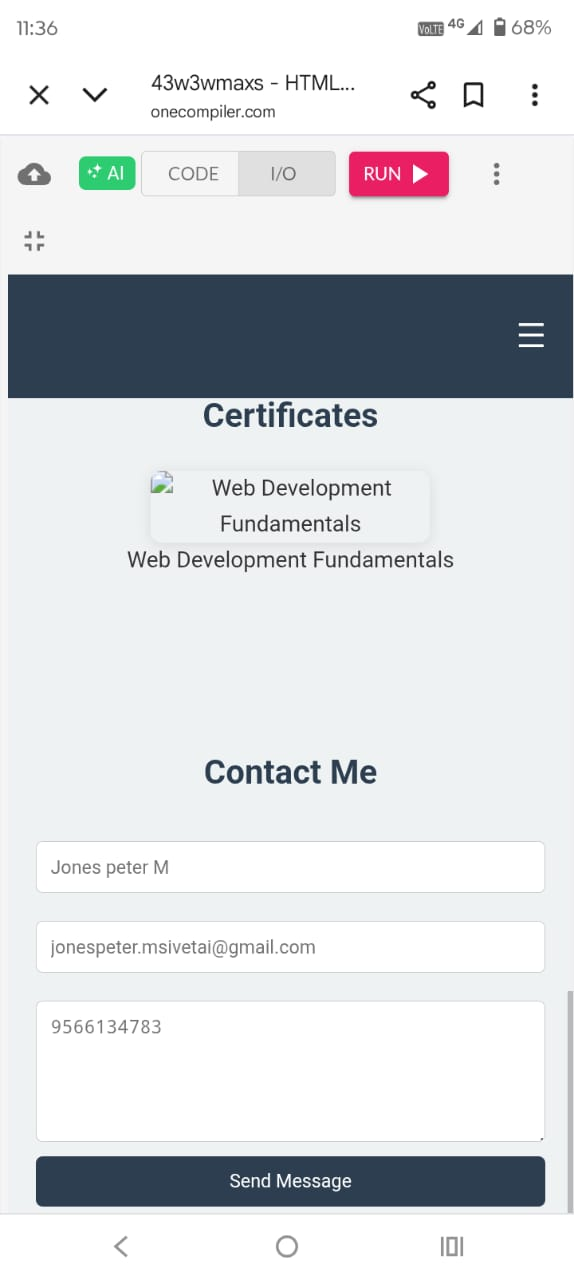 11:36
VoLTE 4G 68%
43w3wmaxs - HTML...
onecompiler.com
AI CODE I/O RUN
Certificates
Web Development
Fundamentals
Web Development Fundamentals
Contact Me
Jones peter M
jonespeter.msivetai@gmail.com
9566134783
Send Message